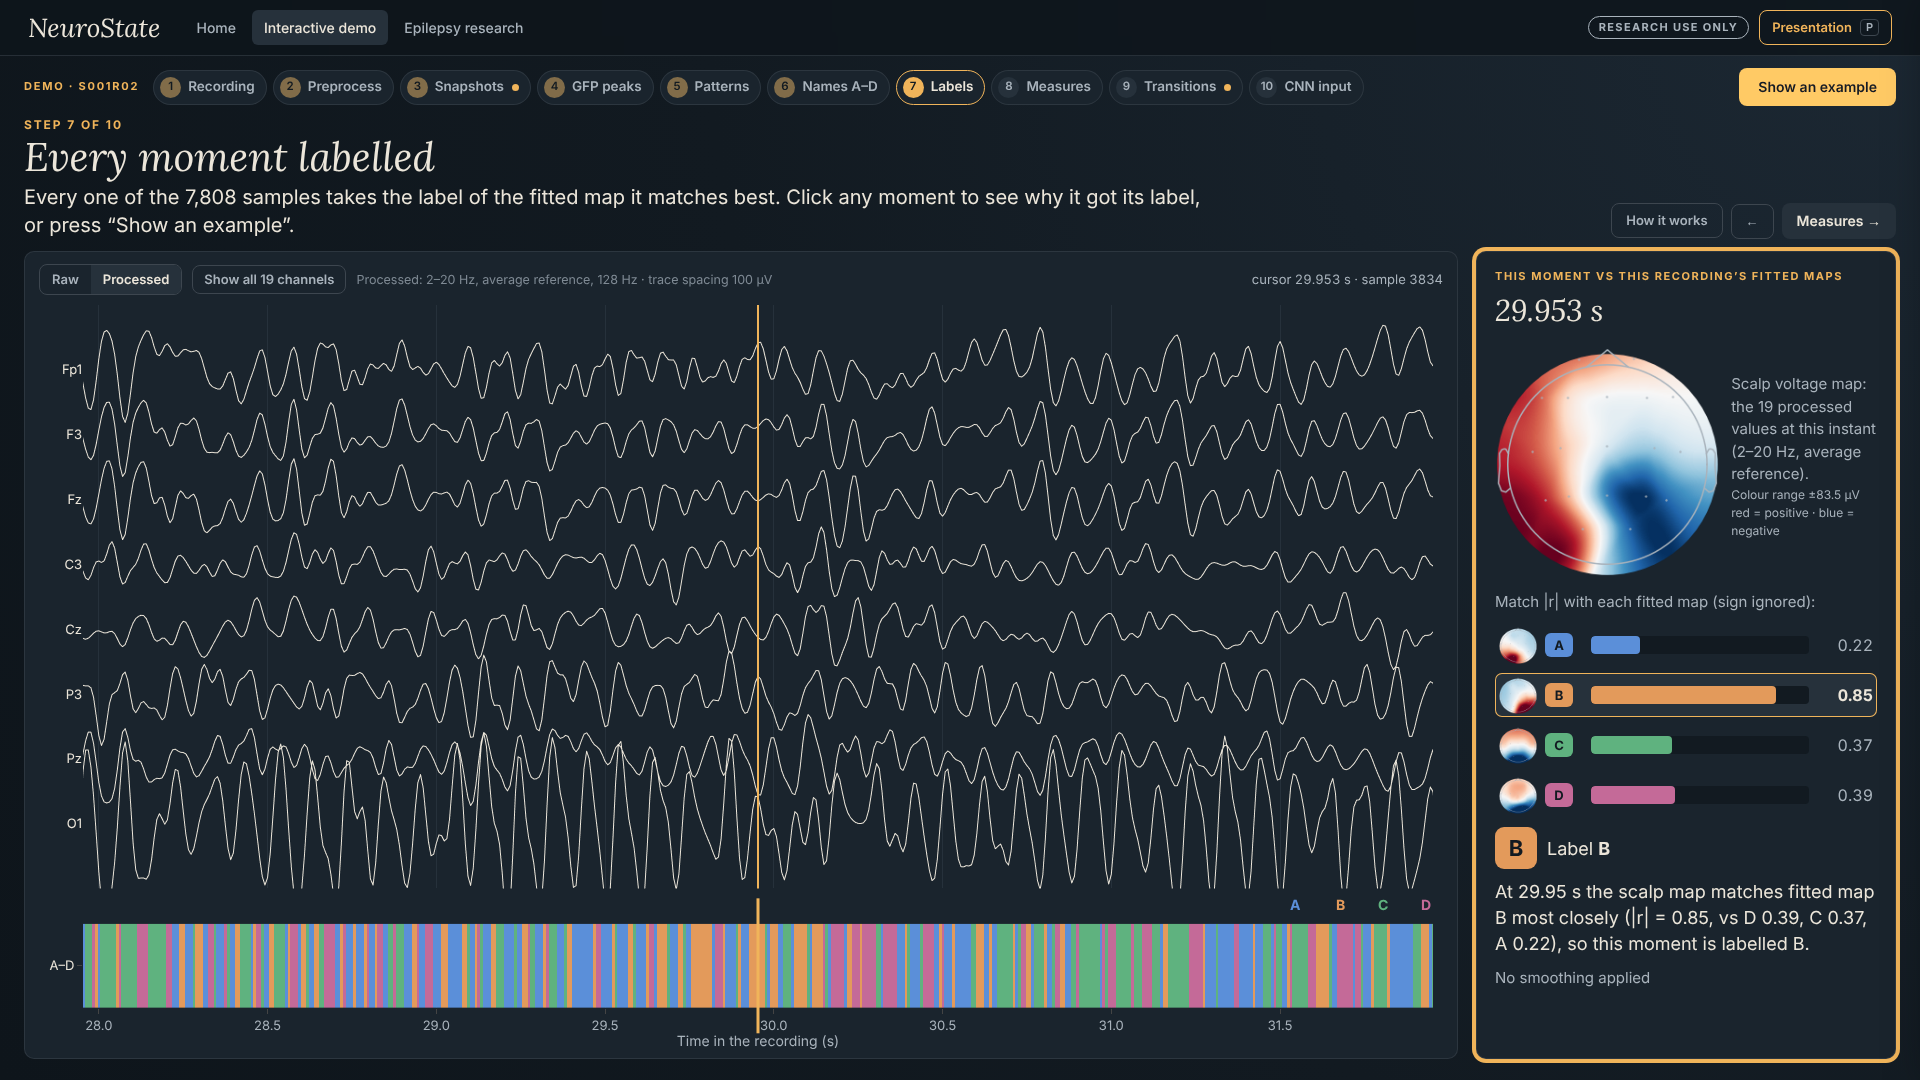 NeuroState
Home
Interactive demo
Epilepsy research
RESEARCH USE ONLY
Presentation P
DEMO · S001R02
1 Recording
2 Preprocess
3 Snapshots
4 GFP peaks
5 Patterns
6 Names A–D
7 Labels
8 Measures
9 Transitions
10 CNN input
Show an example
STEP 7 OF 10
Every moment labelled
Every one of the 7,808 samples takes the label of the fitted map it matches best. Click any moment to see why it got its label,
or press “Show an example”.
How it works
←
Measures →
Raw
Processed
Show all 19 channels
Processed: 2–20 Hz, average reference, 128 Hz · trace spacing 100 µV
cursor 29.953 s · sample 3834
Fp1
F3
Fz
C3
Cz
P3
Pz
O1
A B C D
A–D
28.0 28.5 29.0 29.5 30.0 30.5 31.0 31.5
Time in the recording (s)
THIS MOMENT VS THIS RECORDING’S FITTED MAPS
29.953 s
Scalp voltage map:
the 19 processed
values at this instant
(2–20 Hz, average
reference).
Colour range ±83.5 µV
red = positive · blue =
negative
Match |r| with each fitted map (sign ignored):
A 0.22
B 0.85
C 0.37
D 0.39
B Label B
At 29.95 s the scalp map matches fitted map
B most closely (|r| = 0.85, vs D 0.39, C 0.37,
A 0.22), so this moment is labelled B.
No smoothing applied